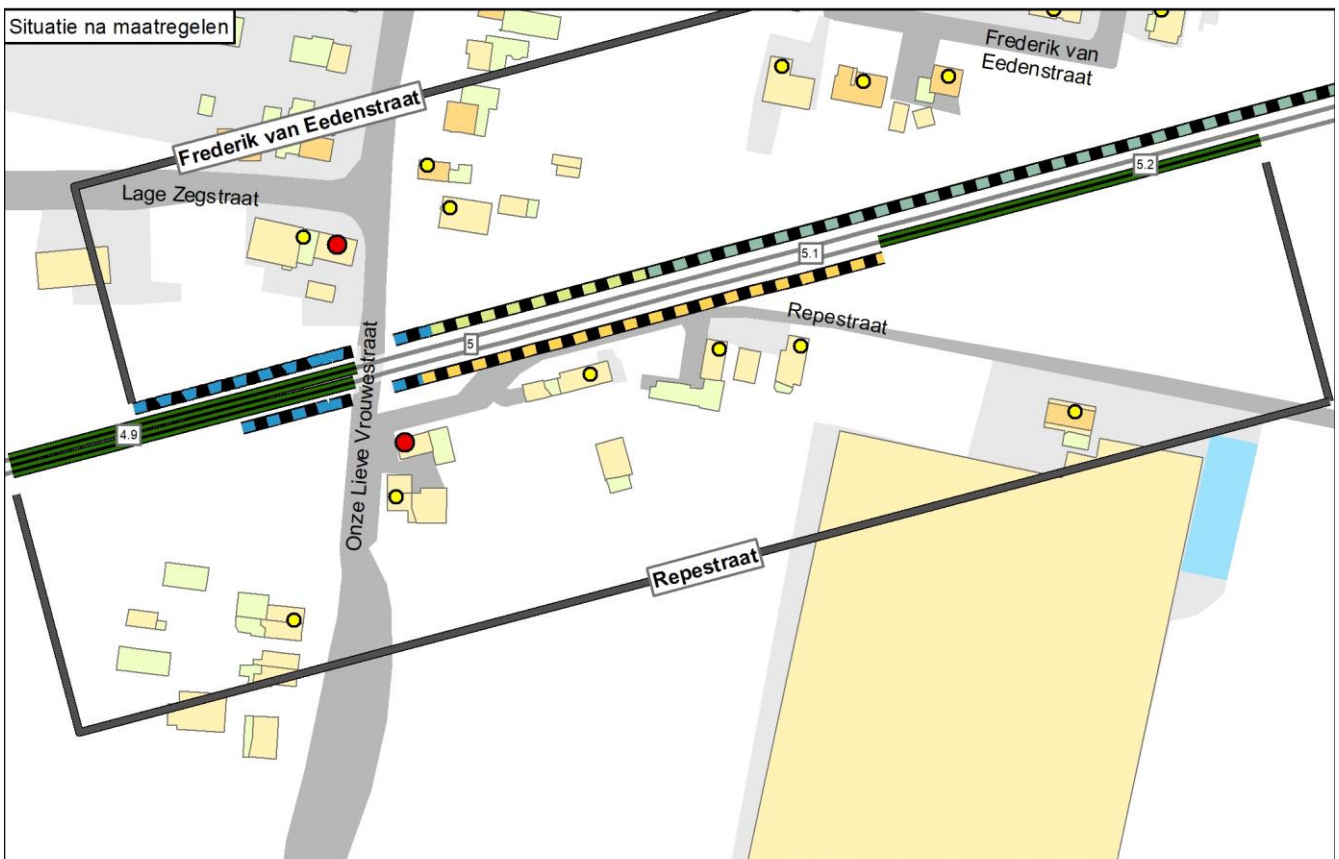 Situatie na maatregelen
Frederik van
Eedenstraat
Frederik van Eedenstraat
Lage Zegstraat
5.2
5.1
Repestraat
5
4.9
Onze Lieve Vrouwestraat
Repestraat